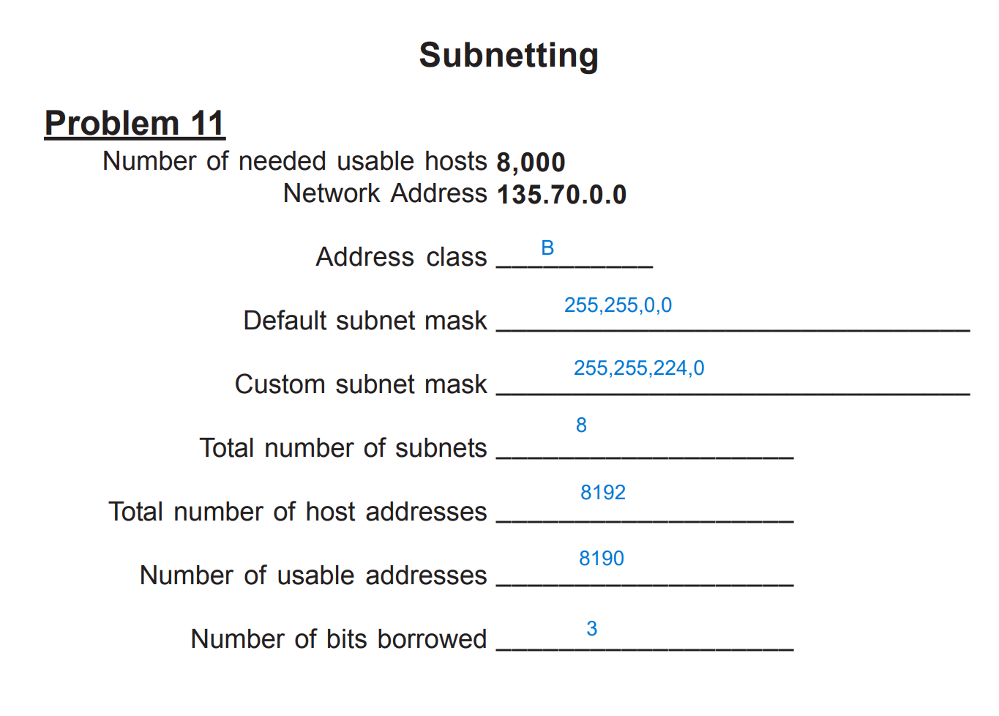 Subnetting
Problem 11
Number of needed usable hosts 8,000
Network Address 135.70.0.0
Address class B
Default subnet mask 255,255,0,0
Custom subnet mask 255,255,224,0
Total number of subnets 8
Total number of host addresses 8192
Number of usable addresses 8190
Number of bits borrowed 3